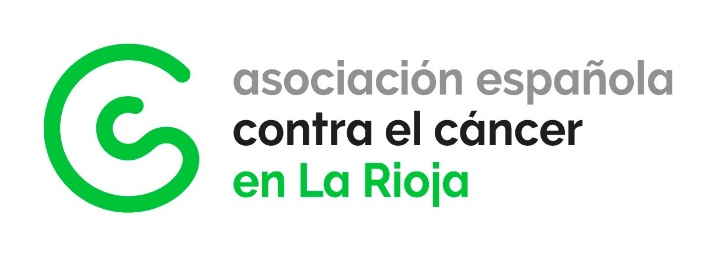 asociación española
contra el cáncer
en La Rioja